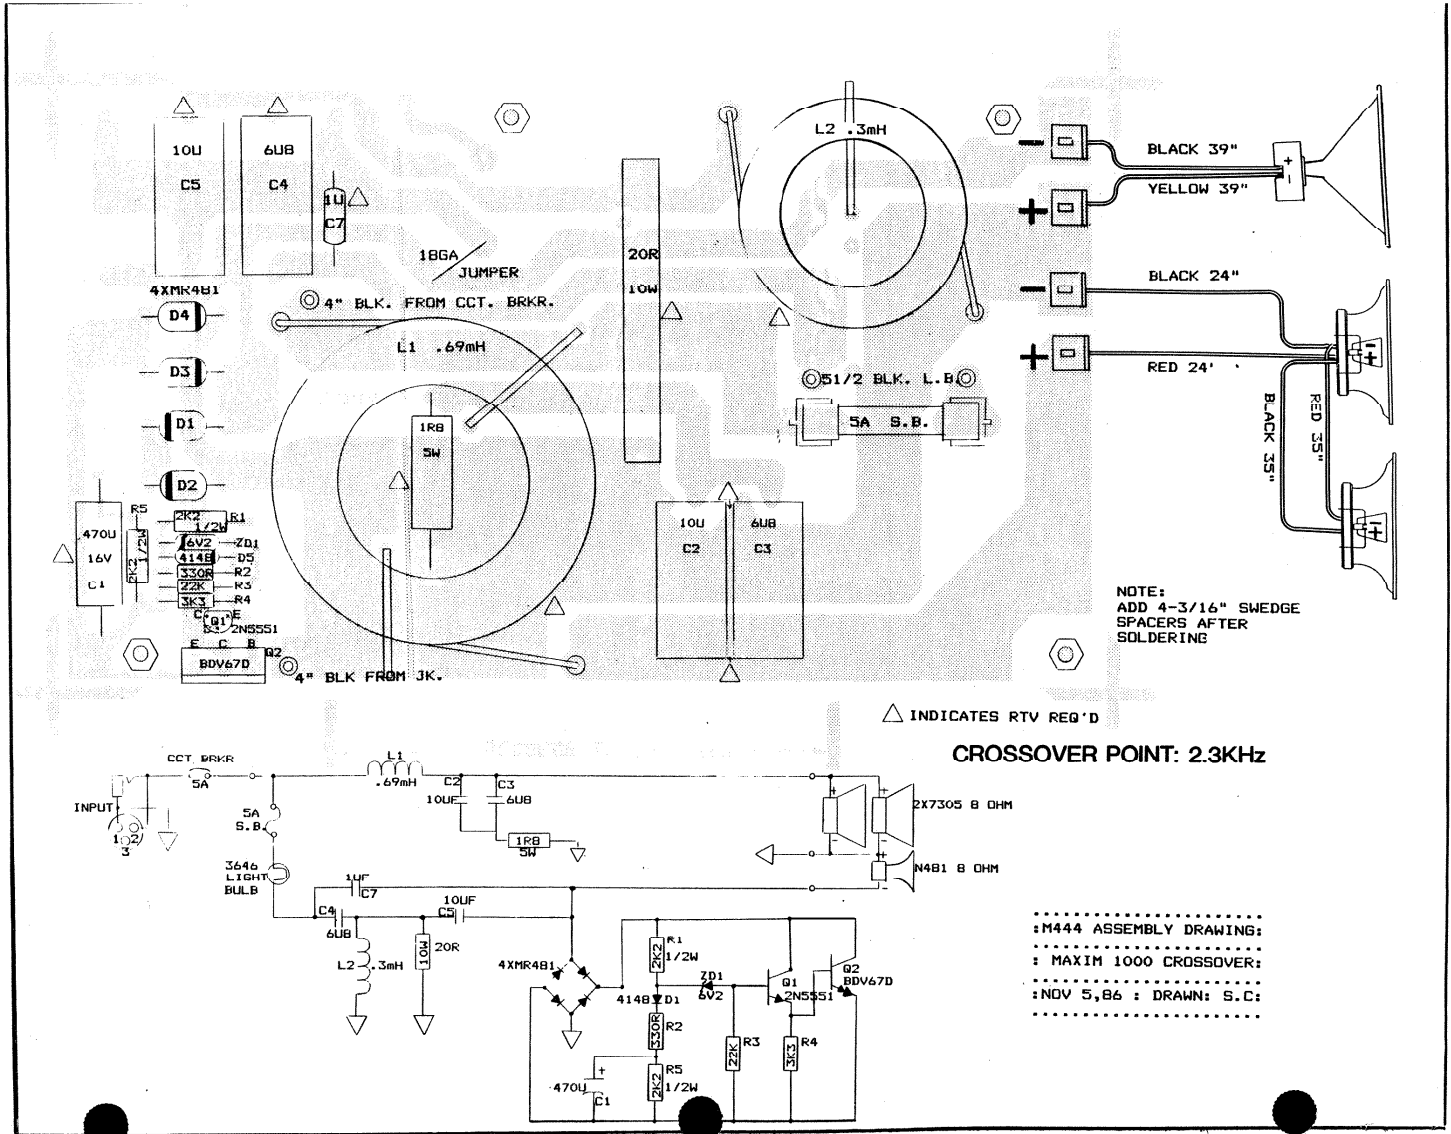 10U
C5
6U8
C4
1U
C7
18GA
JUMPER
4XMR481
D4
4" BLK. FROM CCT. BRKR.
L1 .69mH
D3
D1
D2
1R8
5W
20R
10W
L2 .3mH
51/2 BLK. L.B.
5A S.B.
10U
C2
6U8
C3
470U
16V
C1
R5
2K2
1/2W
2K2
1/2W
R1
6V2
ZD1
4148
D5
330R
R2
22K
R3
3K3
R4
C
E
Q1
2N5551
E C B
Q2
BDV67D
4" BLK FROM JK.
-
BLACK 39"
+
YELLOW 39"
+
-
-
BLACK 24"
+
RED 24'
BLACK 35"
RED 35"
- +
- +
NOTE:
ADD 4-3/16" SWEDGE
SPACERS AFTER
SOLDERING
INDICATES RTV REQ'D
CROSSOVER POINT: 2.3KHz
INPUT
1 2
3
CCT BRKR
5A
5A
S.B.
3646
LIGHT
BULB
L1
.69mH
C2
10UF
C3
6U8
1R8
5W
+
-
+
-
2X7305 8 OHM
+
-
N481 8 OHM
1UF
C7
C4
6U8
10UF
C5
L2 .3mH
10W
20R
4XMR481
R1
2K2
1/2W
4148
D1
330R
R2
ZD1
6V2
Q1
2N5551
Q2
BDV67D
22K
R3
3K3
R4
+
470U
C1
2K2
R5
1/2W
:M444 ASSEMBLY DRAWING:
: MAXIM 1000 CROSSOVER:
:NOV 5,86 : DRAWN: S.C: